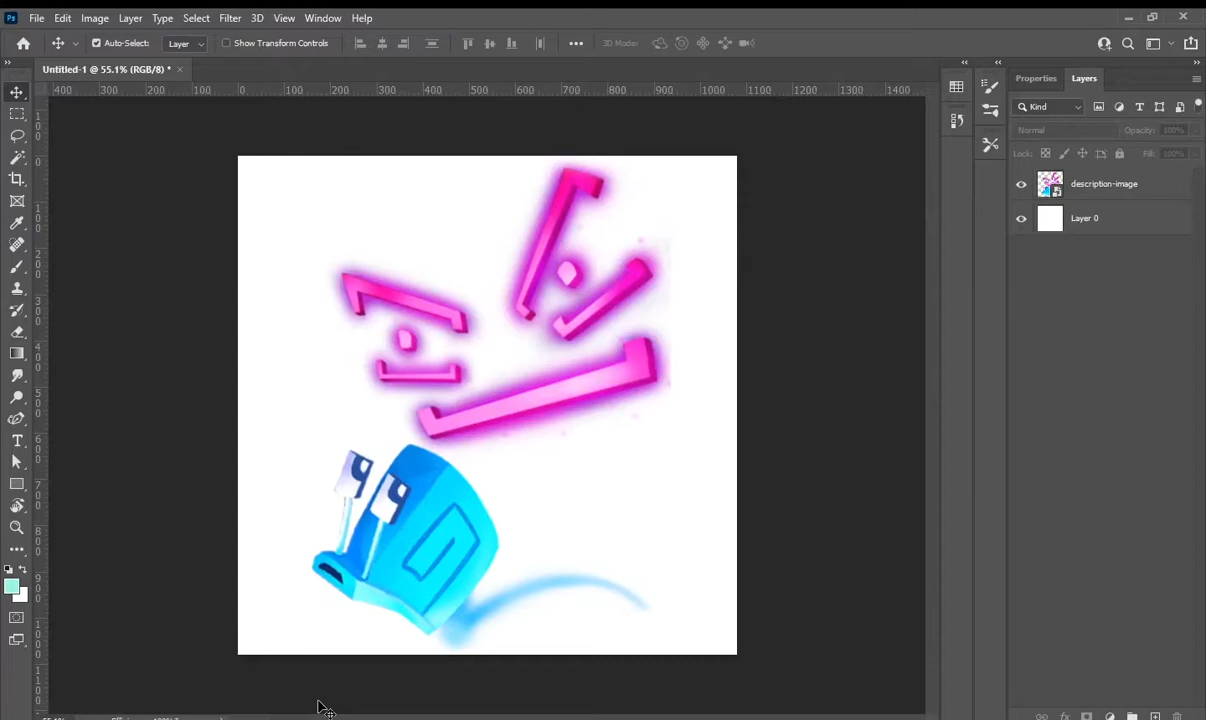 Ps File Edit Image Layer Type Select Filter 3D View Window Help
Auto-Select: Layer Show Transform Controls 3D Mode:
Untitled-1 @ 55.1% (RGB/8) *
Properties Layers
400 300 200 100 0 100 200 300 400 500 600 700 800 900 1000 1100 1200 1300 1400
Kind
Normal Opacity: 100%
Lock: Fill: 100%
description-image
Layer 0